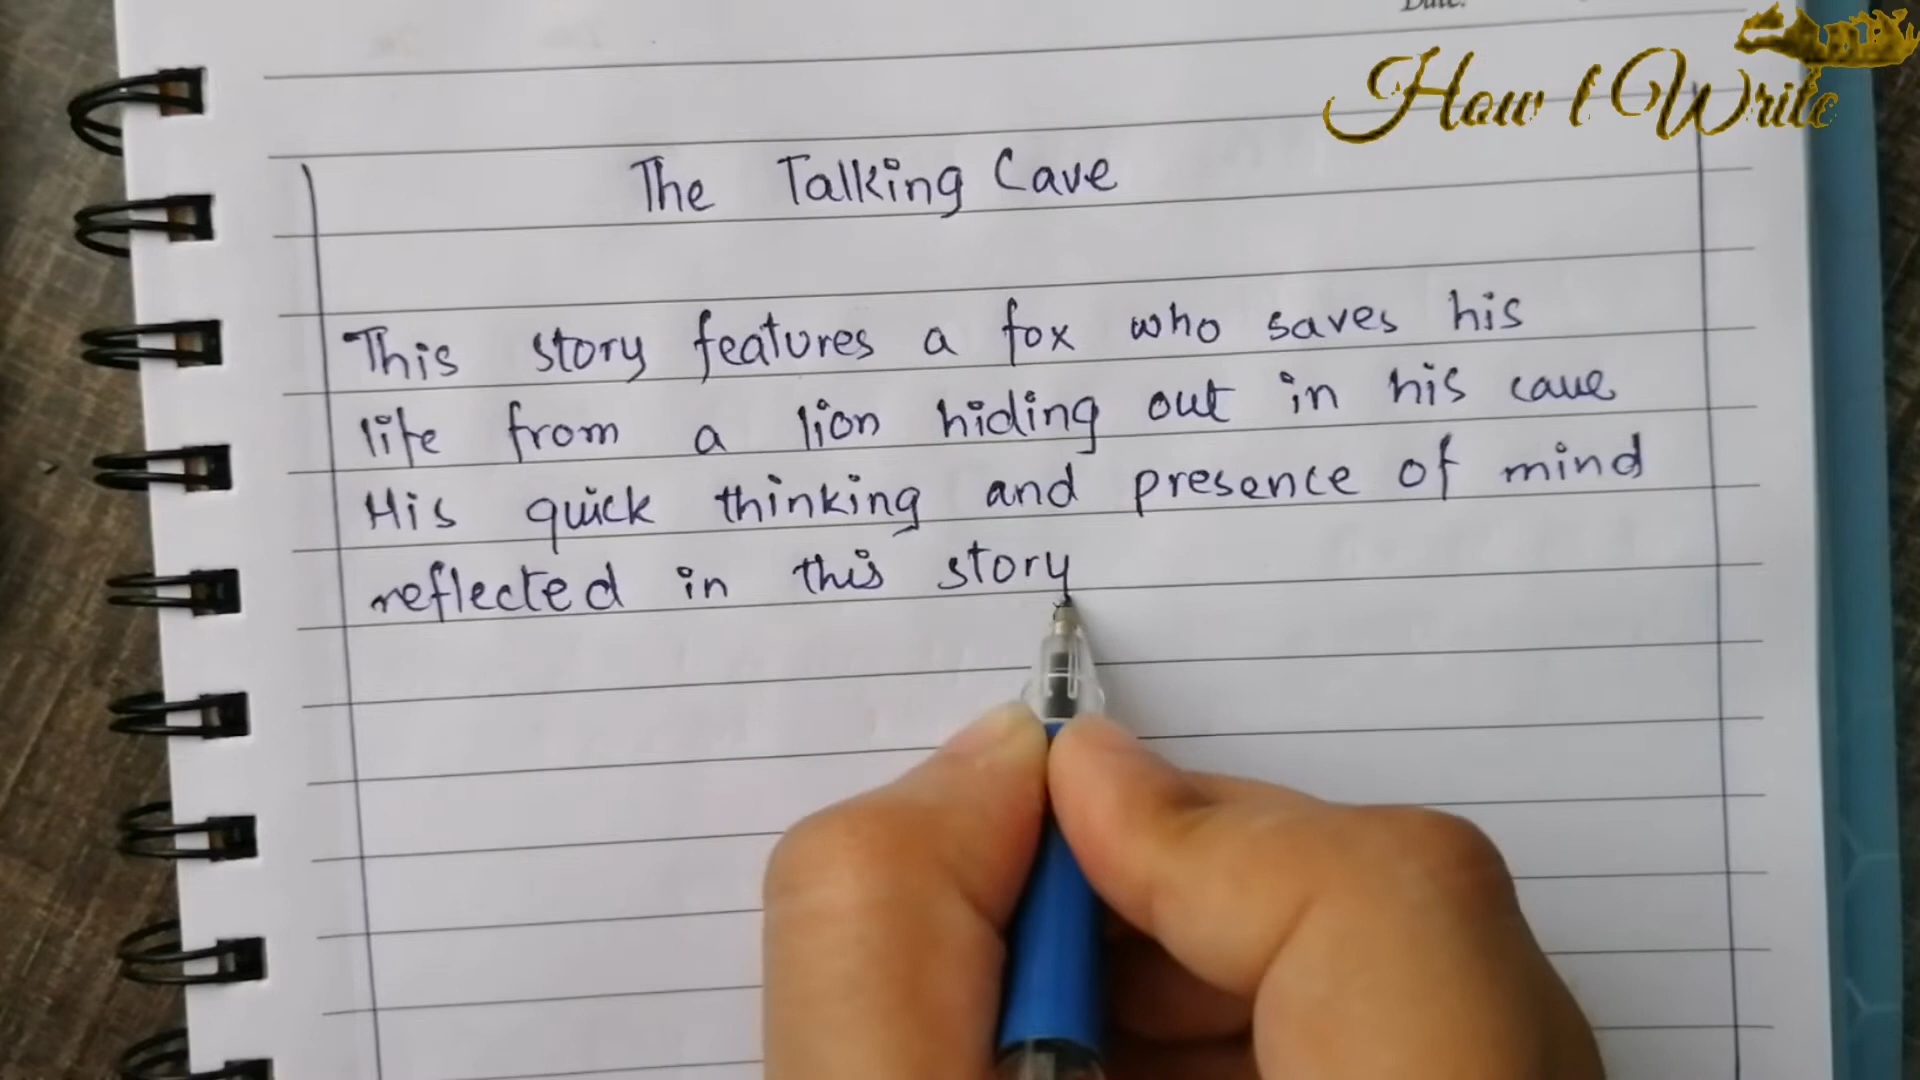 Date:
How I Write
The Talking Cave
This story features a fox who saves his
life from a lion hiding out in his cave
His quick thinking and presence of mind
reflected in this story